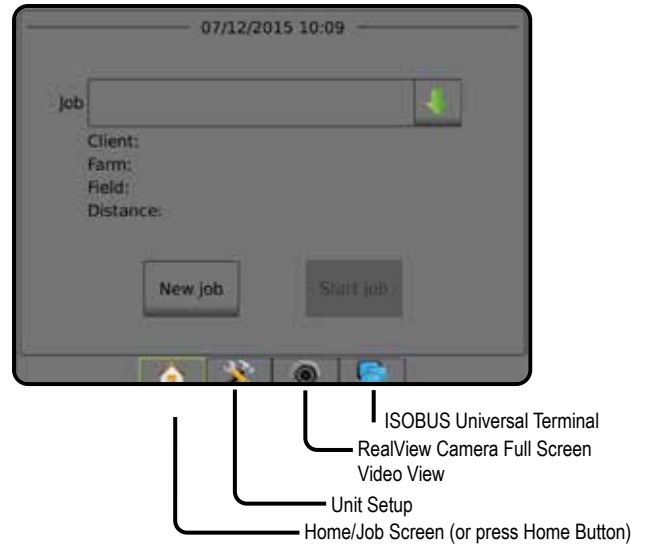 07/12/2015 10:09
Job
Client:
Farm:
Field:
Distance:
New job
Start job
ISOBUS Universal Terminal
RealView Camera Full Screen
Video View
Unit Setup
Home/Job Screen (or press Home Button)